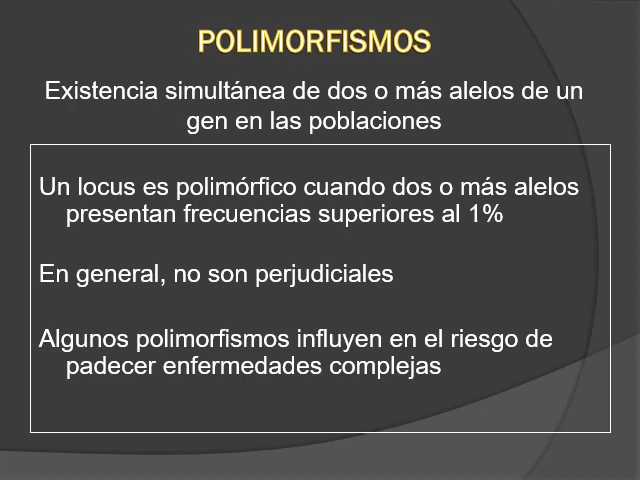 POLIMORFISMOS
Existencia simultánea de dos o más alelos de un
gen en las poblaciones
Un locus es polimórfico cuando dos o más alelos
presentan frecuencias superiores al 1%
En general, no son perjudiciales
Algunos polimorfismos influyen en el riesgo de
padecer enfermedades complejas